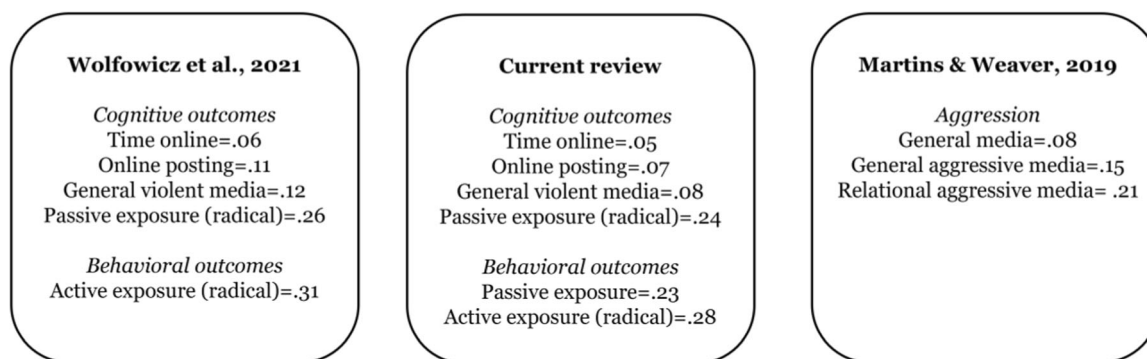 Wolfowicz et al., 2021
Cognitive outcomes
Time online=.06
Online posting=.11
General violent media=.12
Passive exposure (radical)=.26
Behavioral outcomes
Active exposure (radical)=.31
Current review
Cognitive outcomes
Time online=.05
Online posting=.07
General violent media=.08
Passive exposure (radical)=.24
Behavioral outcomes
Passive exposure=.23
Active exposure (radical)=.28
Martins & Weaver, 2019
Aggression
General media=.08
General aggressive media=.15
Relational aggressive media= .21